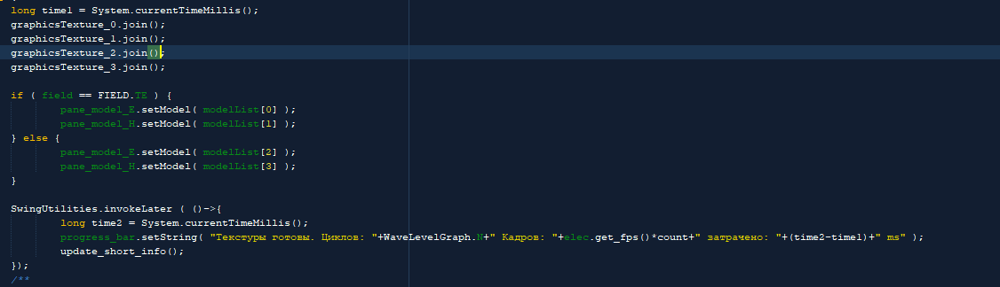 long time1 = System.currentTimeMillis();
graphicsTexture_0.join();
graphicsTexture_1.join();
graphicsTexture_2.join();
graphicsTexture_3.join();
if ( field == FIELD.TE ) {
pane_model_E.setModel( modelList[0] );
pane_model_H.setModel( modelList[1] );
} else {
pane_model_E.setModel( modelList[2] );
pane_model_H.setModel( modelList[3] );
}
SwingUtilities.invokeLater ( ()->{
long time2 = System.currentTimeMillis();
progress_bar.setString( "Текстуры готовы. Циклов: "+WaveLevelGraph.N+" Кадров: "+elec.get_fps()*count+" затрачено: "+(time2-time1)+" ms" );
update_short_info();
});
/**